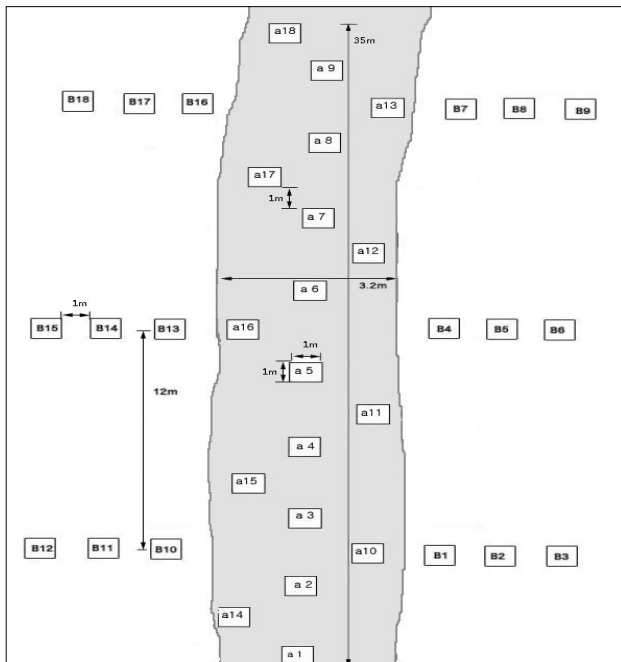 a18
35m
a 9
B18 B17 B16
a13
B7 B8 B9
a 8
a17
1m
a 7
a12
a 6
3.2m
1m
B15 B14 B13
a16
B4 B5 B6
1m
1m
a 5
12m
a11
a 4
a15
a 3
B12 B11 B10
a10
B1 B2 B3
a 2
a14
a 1